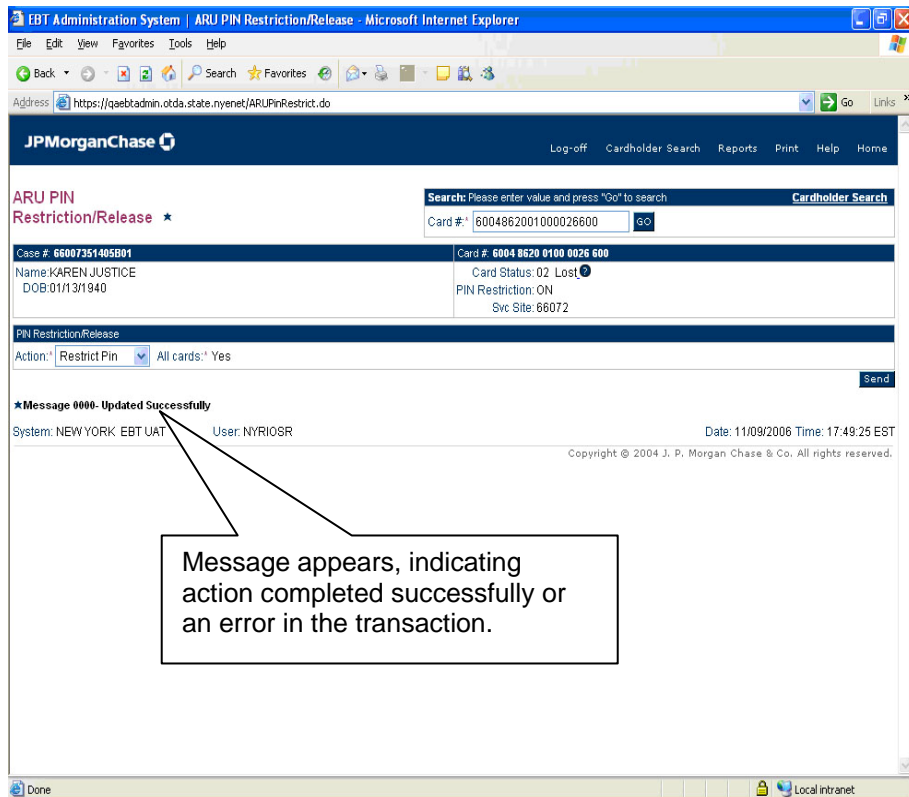 EBT Administration System | ARU PIN Restriction/Release - Microsoft Internet Explorer
File Edit View Favorites Tools Help
Back Search Favorites
Address https://qaebtadmin.otda.state.nyenet/ARUPinRestrict.do Go Links »
JPMorganChase Log-off Cardholder Search Reports Print Help Home
ARU PIN
Restriction/Release ★
Search: Please enter value and press "Go" to search Cardholder Search
Card #:* 6004862001000026600 GO
Case #: 66007351405B01 Card #: 6004 8620 0100 0026 600
Name:KAREN JUSTICE Card Status: 02 Lost ?
DOB:01/13/1940 PIN Restriction: ON
Svc Site: 66072
PIN Restriction/Release
Action:* Restrict Pin All cards:* Yes
Send
★Message 0000- Updated Successfully
System: NEW YORK EBT UAT User: NYRIOSR Date: 11/09/2006 Time: 17:49:25 EST
Copyright © 2004 J. P. Morgan Chase & Co. All rights reserved.
Message appears, indicating
action completed successfully or
an error in the transaction.
Done Local intranet